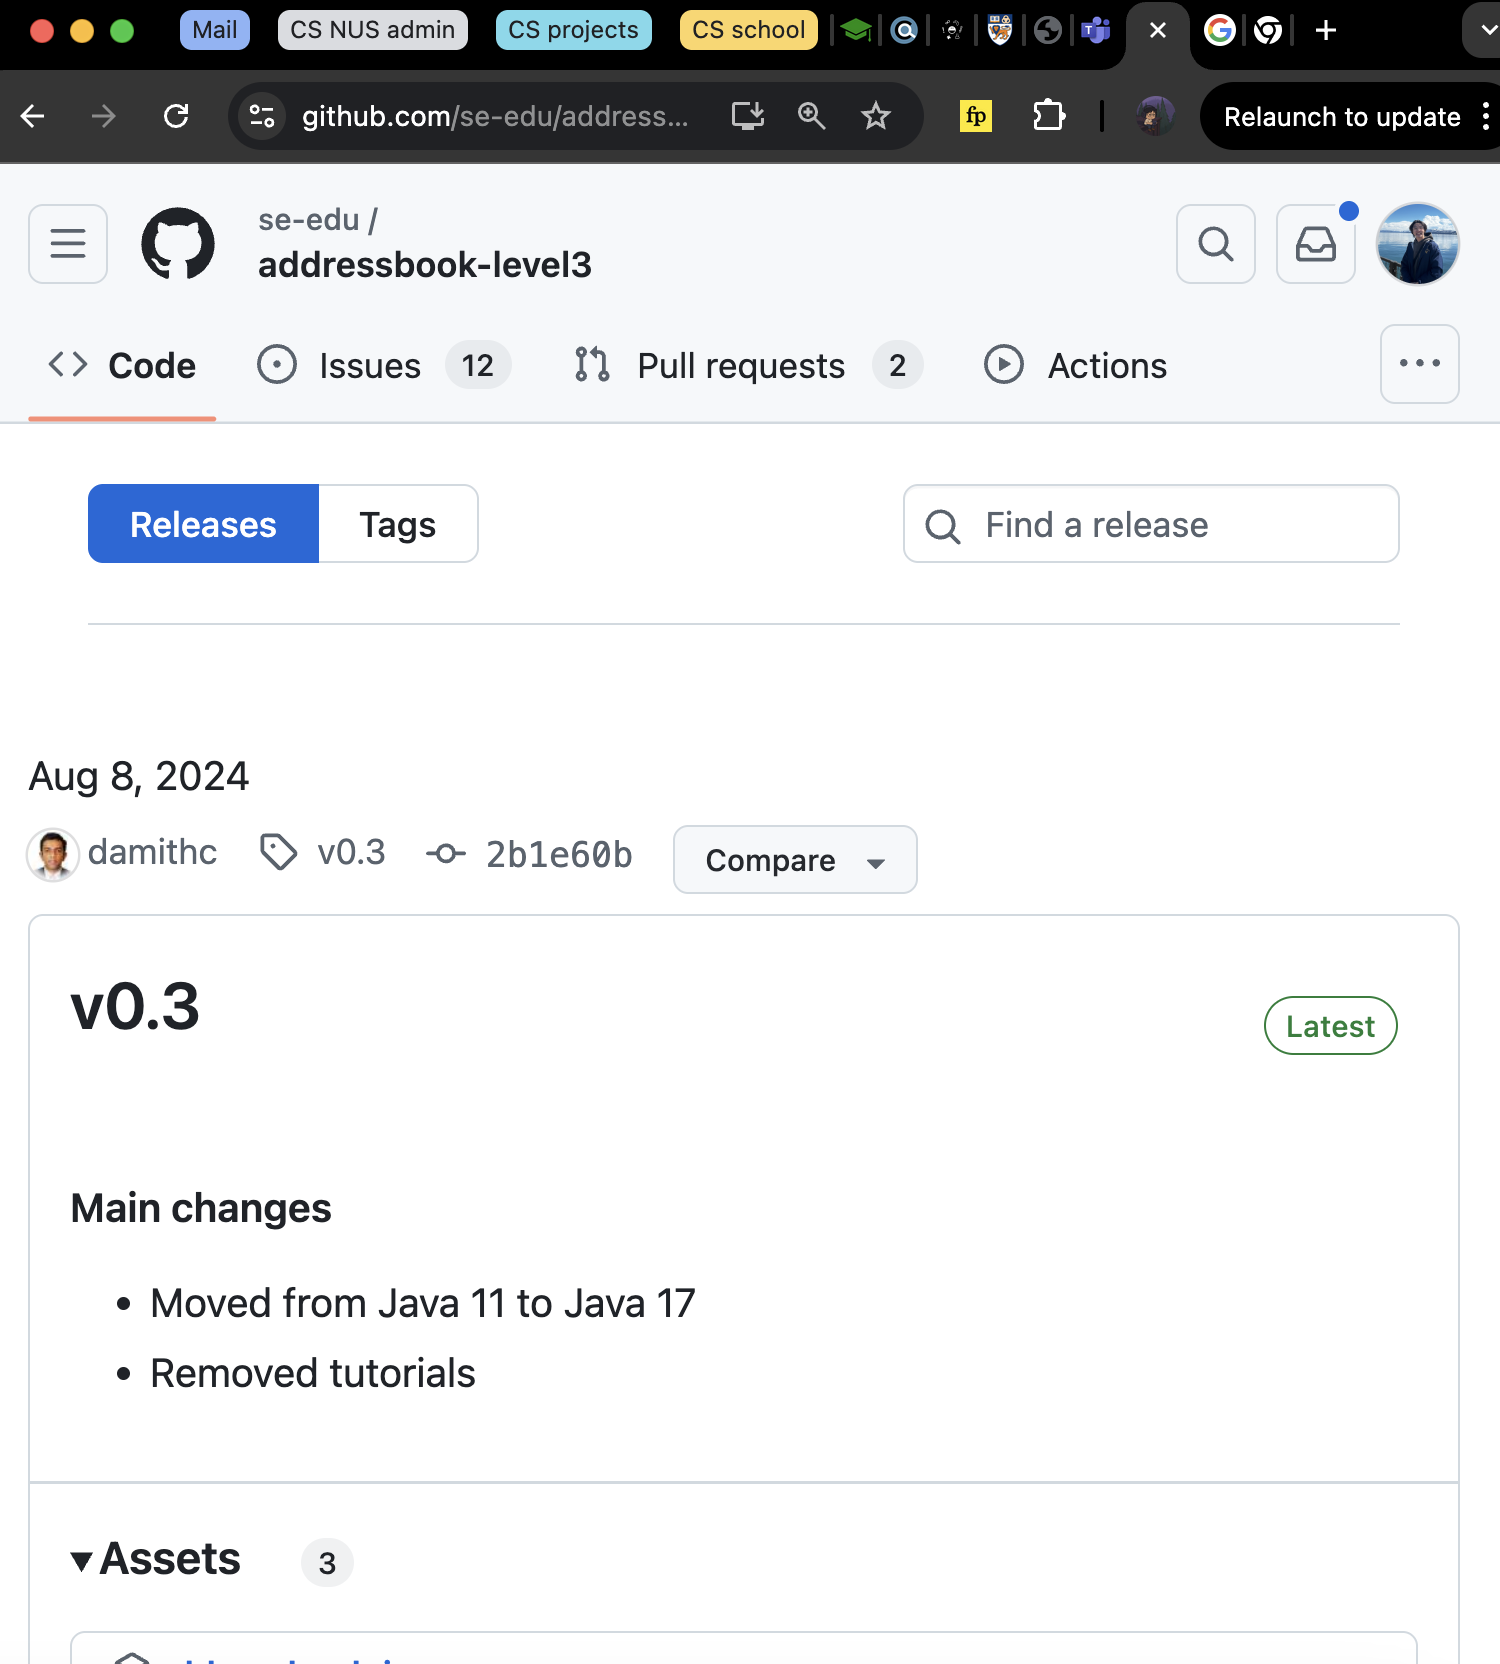 Mail CS NUS admin CS projects CS school
github.com/se-edu/address... fp Relaunch to update
se-edu /
addressbook-level3
Code Issues 12 Pull requests 2 Actions
Releases Tags Find a release
Aug 8, 2024
damithc v0.3 2b1e60b Compare
v0.3
Latest
Main changes
• Moved from Java 11 to Java 17
• Removed tutorials
Assets 3